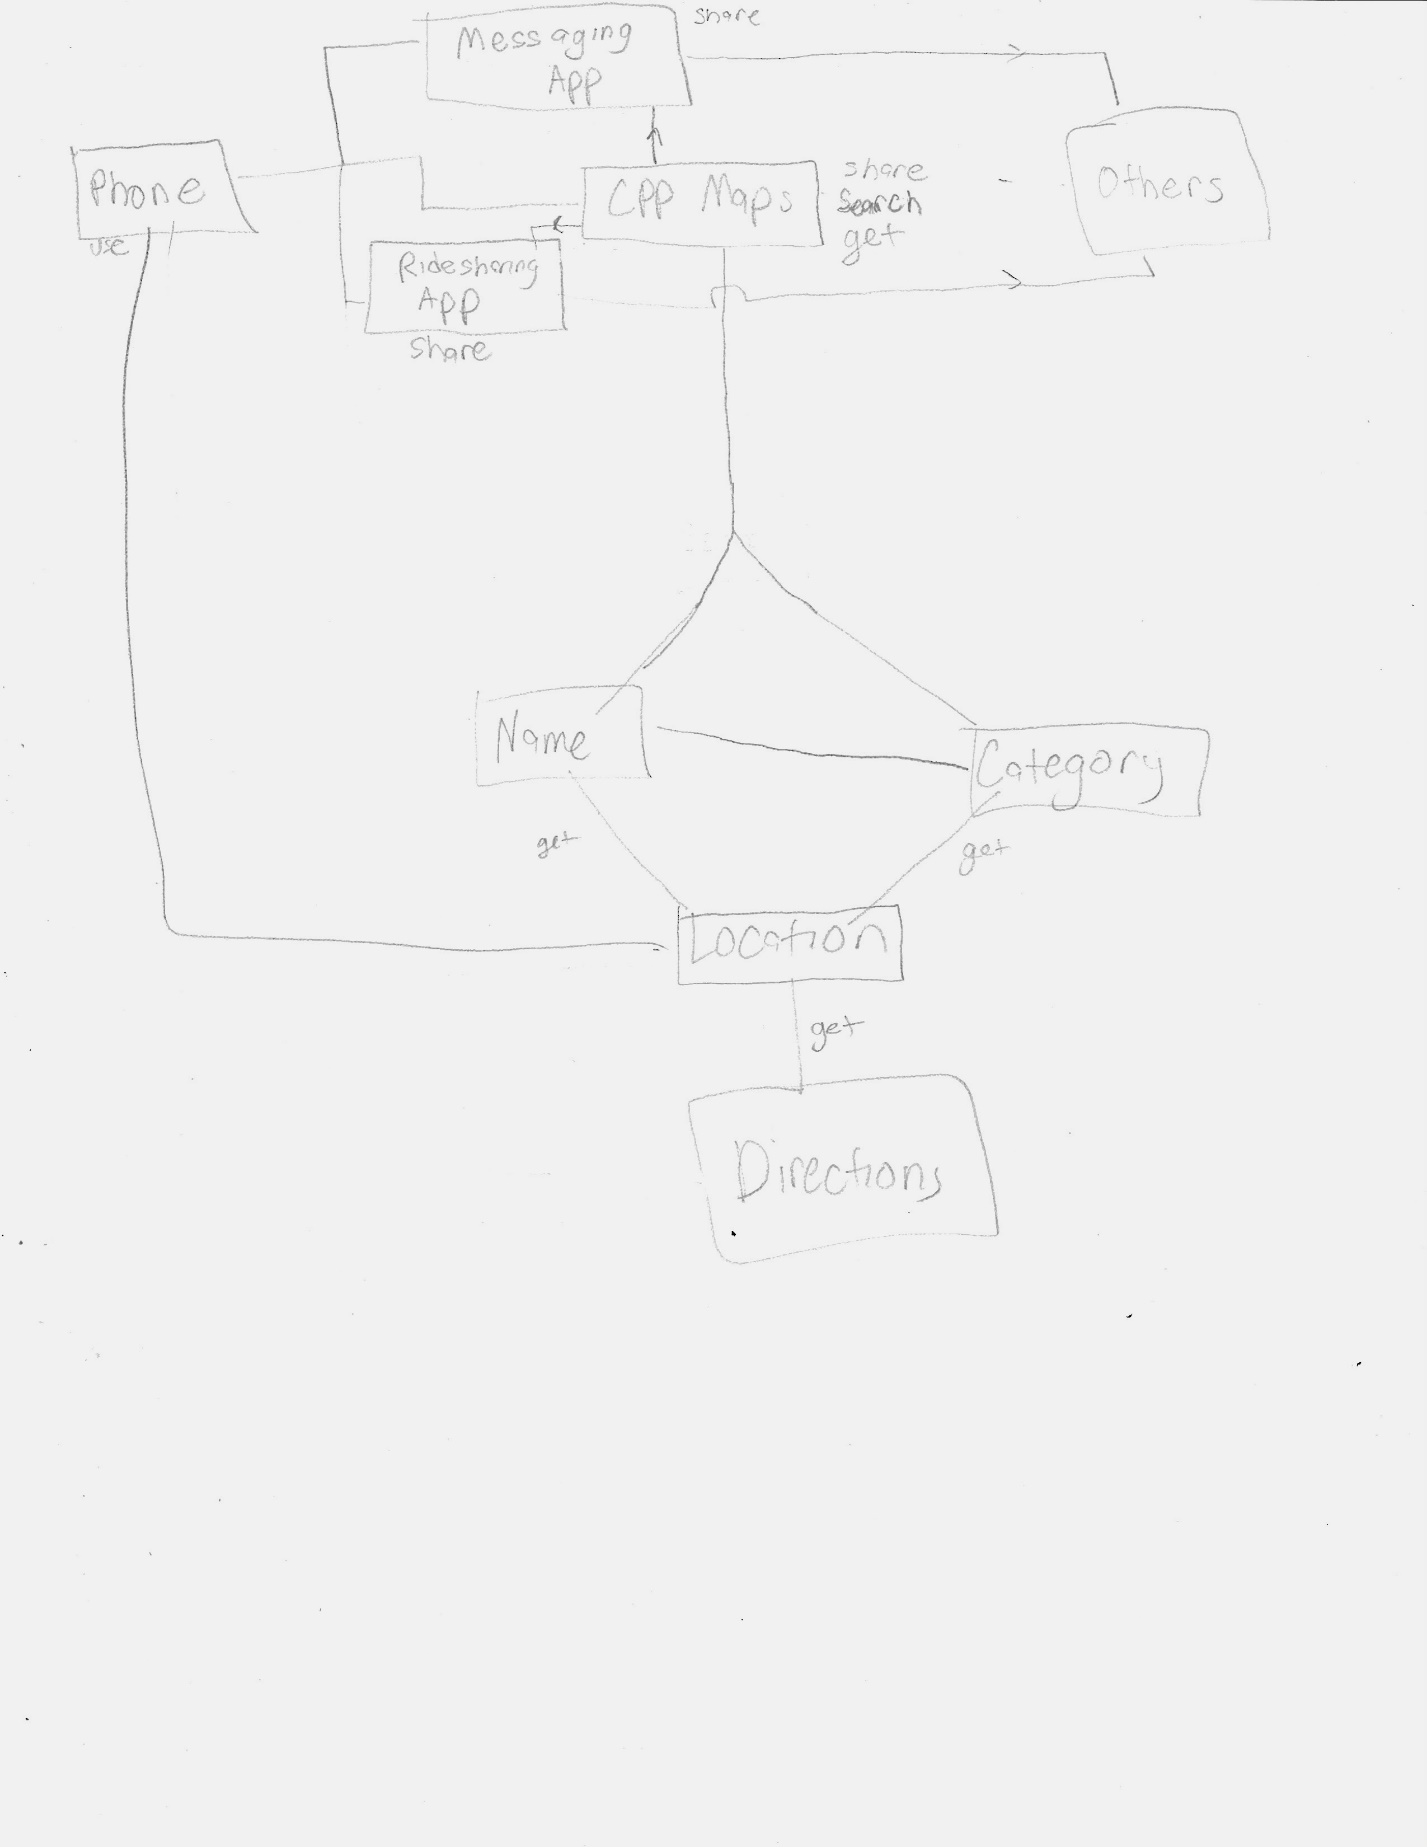 share
Messaging
App
Phone
use
CPP Maps
share
search
get
Others
Ridesharing
App
share
Name
Category
get
get
Location
get
Directions